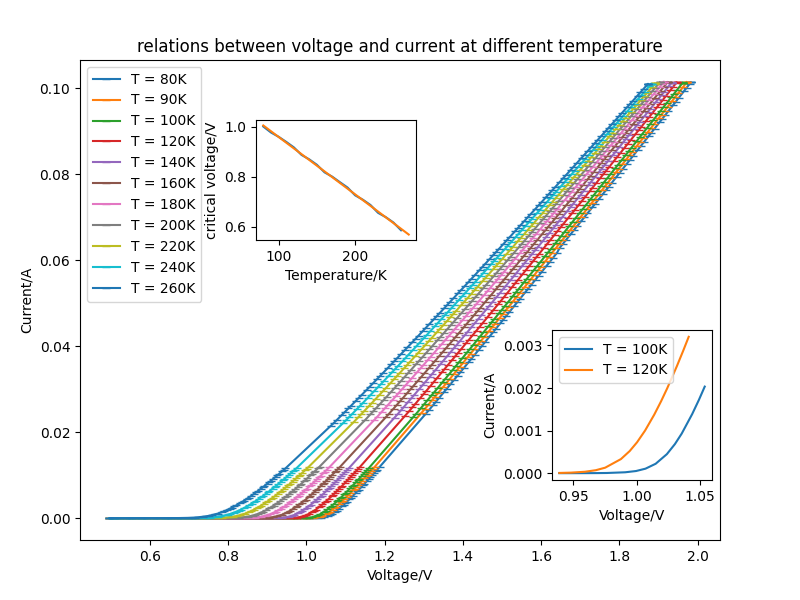 relations between voltage and current at different temperature
Current/A
0.10
0.08
0.06
0.04
0.02
0.00
T = 80K
T = 90K
T = 100K
T = 120K
T = 140K
T = 160K
T = 180K
T = 200K
T = 220K
T = 240K
T = 260K
critical voltage/V
1.0
0.8
0.6
100 200
Temperature/K
Current/A
0.003
0.002
0.001
0.000
T = 100K
T = 120K
0.95 1.00 1.05
Voltage/V
0.6 0.8 1.0 1.2 1.4 1.6 1.8 2.0
Voltage/V